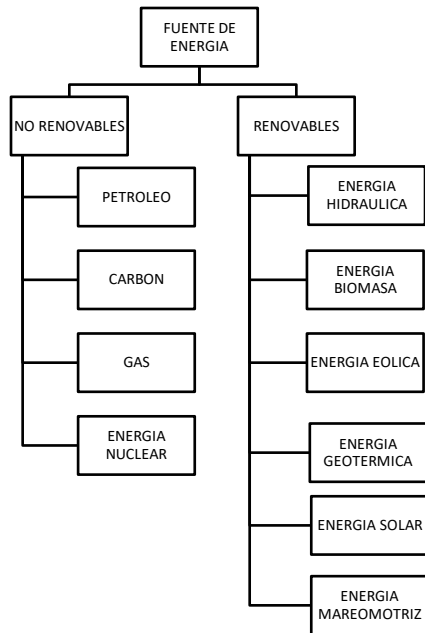 FUENTE DE
ENERGIA
NO RENOVABLES
PETROLEO
CARBON
GAS
ENERGIA
NUCLEAR
RENOVABLES
ENERGIA
HIDRAULICA
ENERGIA
BIOMASA
ENERGIA EOLICA
ENERGIA
GEOTERMICA
ENERGIA SOLAR
ENERGIA
MAREOMOTRIZ